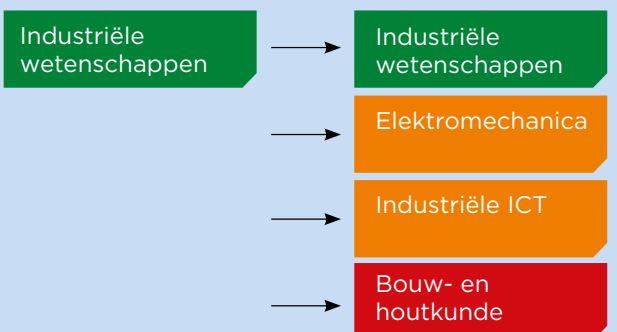 Industriële
wetenschappen
Industriële
wetenschappen
Elektromechanica
Industriële ICT
Bouw- en
houtkunde